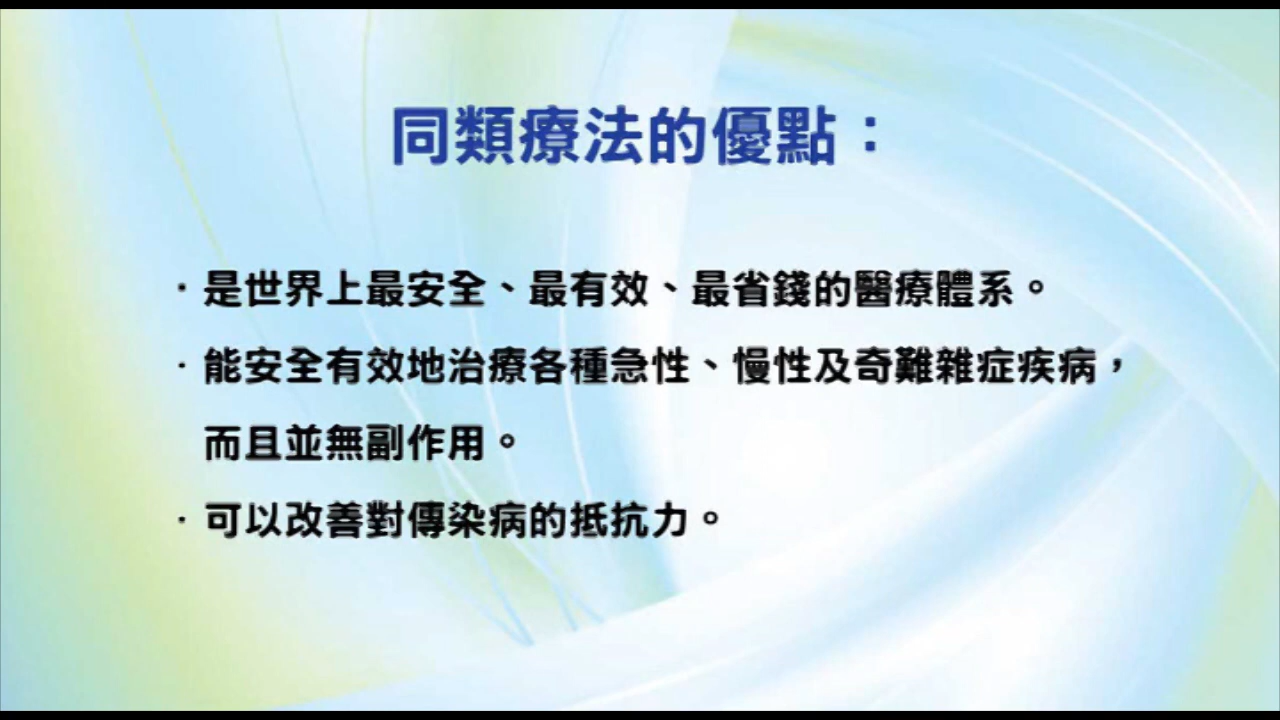 同類療法的優點：
· 是世界上最安全、最有效、最省錢的醫療體系。
· 能安全有效地治療各種急性、慢性及奇難雜症疾病，
而且並無副作用。
· 可以改善對傳染病的抵抗力。